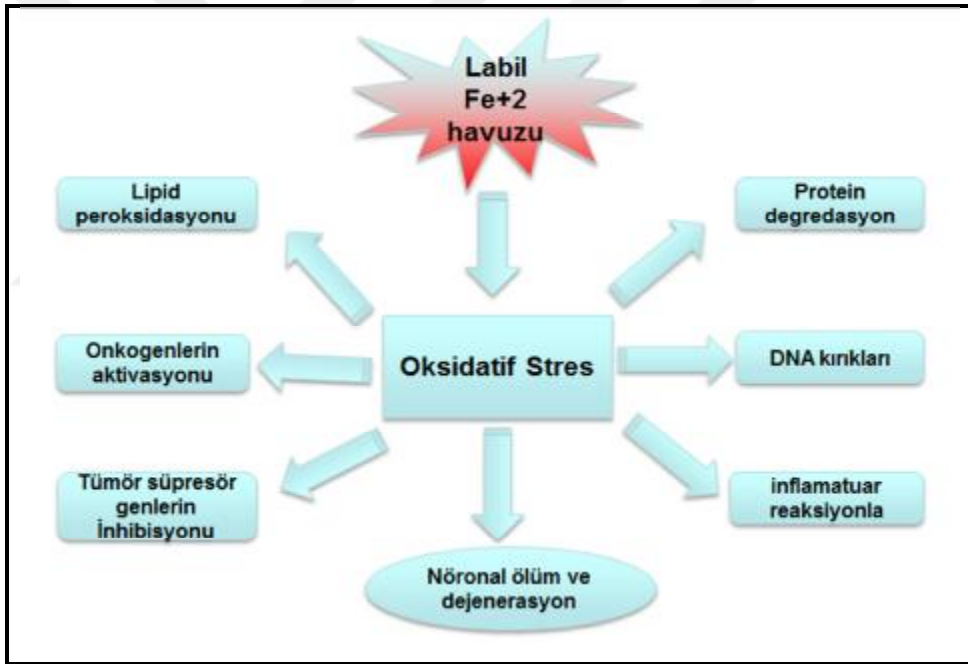 Labil
Fe+2
havuzu
Lipid
peroksidasyonu
Protein
degredasyon
Onkogenlerin
aktivasyonu
Oksidatif Stres
DNA kırıkları
Tümör süpresör
genlerin
İnhibisyonu
inflamatuar
reaksiyonla
Nöronal ölüm ve
dejenerasyon